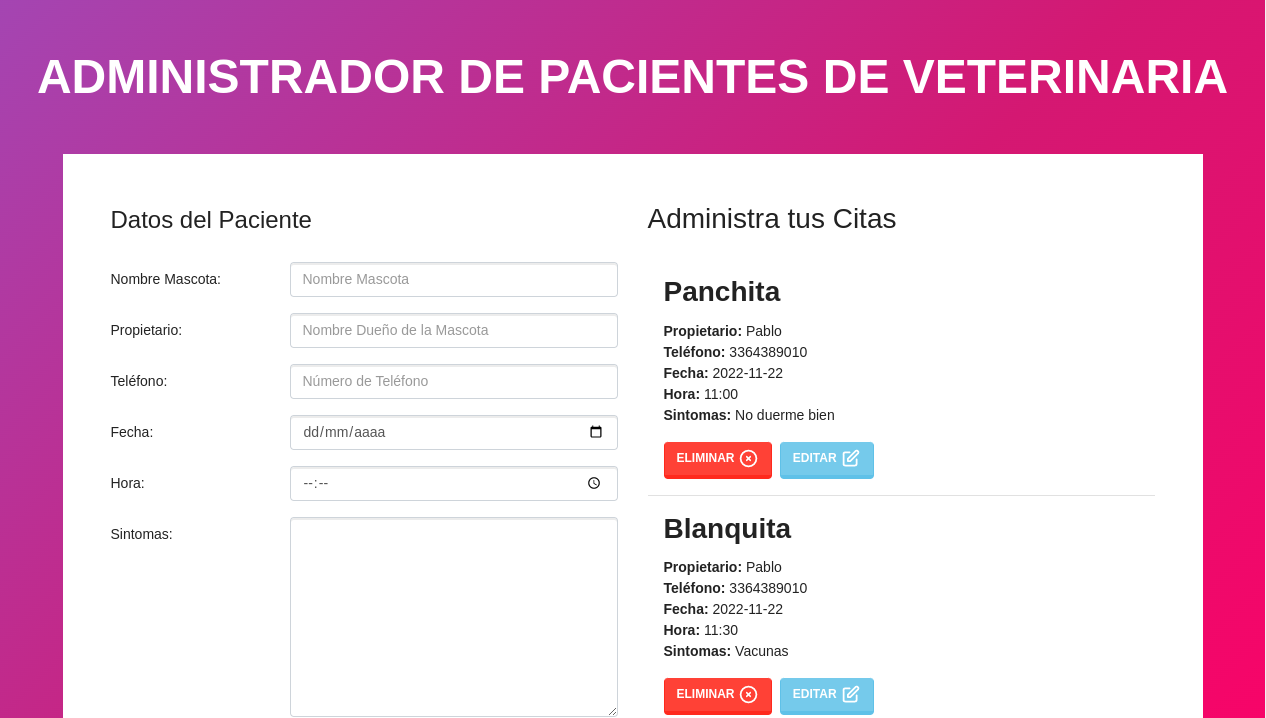 ADMINISTRADOR DE PACIENTES DE VETERINARIA
Datos del Paciente
Nombre Mascota:
Nombre Mascota
Propietario:
Nombre Dueño de la Mascota
Teléfono:
Número de Teléfono
Fecha:
dd/mm/aaaa
Hora:
--:--
Sintomas:
Administra tus Citas
Panchita
Propietario: Pablo
Teléfono: 3364389010
Fecha: 2022-11-22
Hora: 11:00
Sintomas: No duerme bien
ELIMINAR
EDITAR
Blanquita
Propietario: Pablo
Teléfono: 3364389010
Fecha: 2022-11-22
Hora: 11:30
Sintomas: Vacunas
ELIMINAR
EDITAR